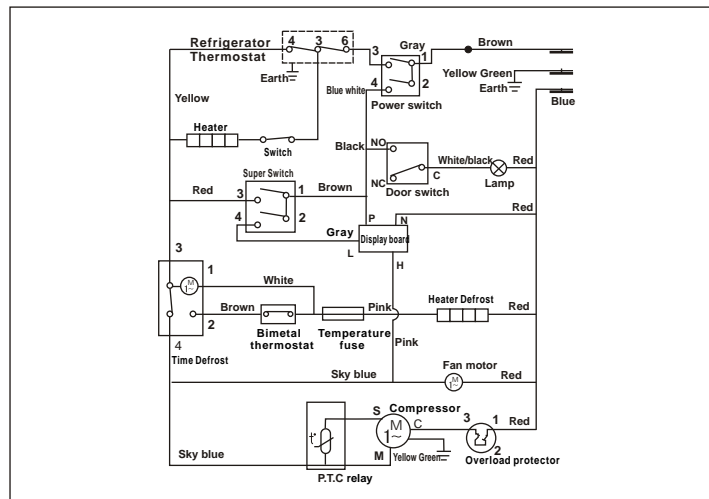 Refrigerator
Thermostat
4 3 6
Earth
3
Gray
1
Brown
4
2
Blue white
Power switch
Yellow Green
Earth
Blue
Yellow
Heater
Switch
Black
NO
White/black
Red
NC
C
Door switch
Lamp
Super Switch
Red
3
1
Brown
4
2
P
N
Red
Gray
Display board
L
H
3
1
White
M
1~
Brown
2
Pink
Heater Defrost
Red
Bimetal
thermostat
Temperature
fuse
Pink
4
Time Defrost
Sky blue
Fan motor
M
1~
Red
S
Compressor
M
1~
C
3
1
Red
t°
2
M
Yellow Green
Overload protector
Sky blue
P.T.C relay